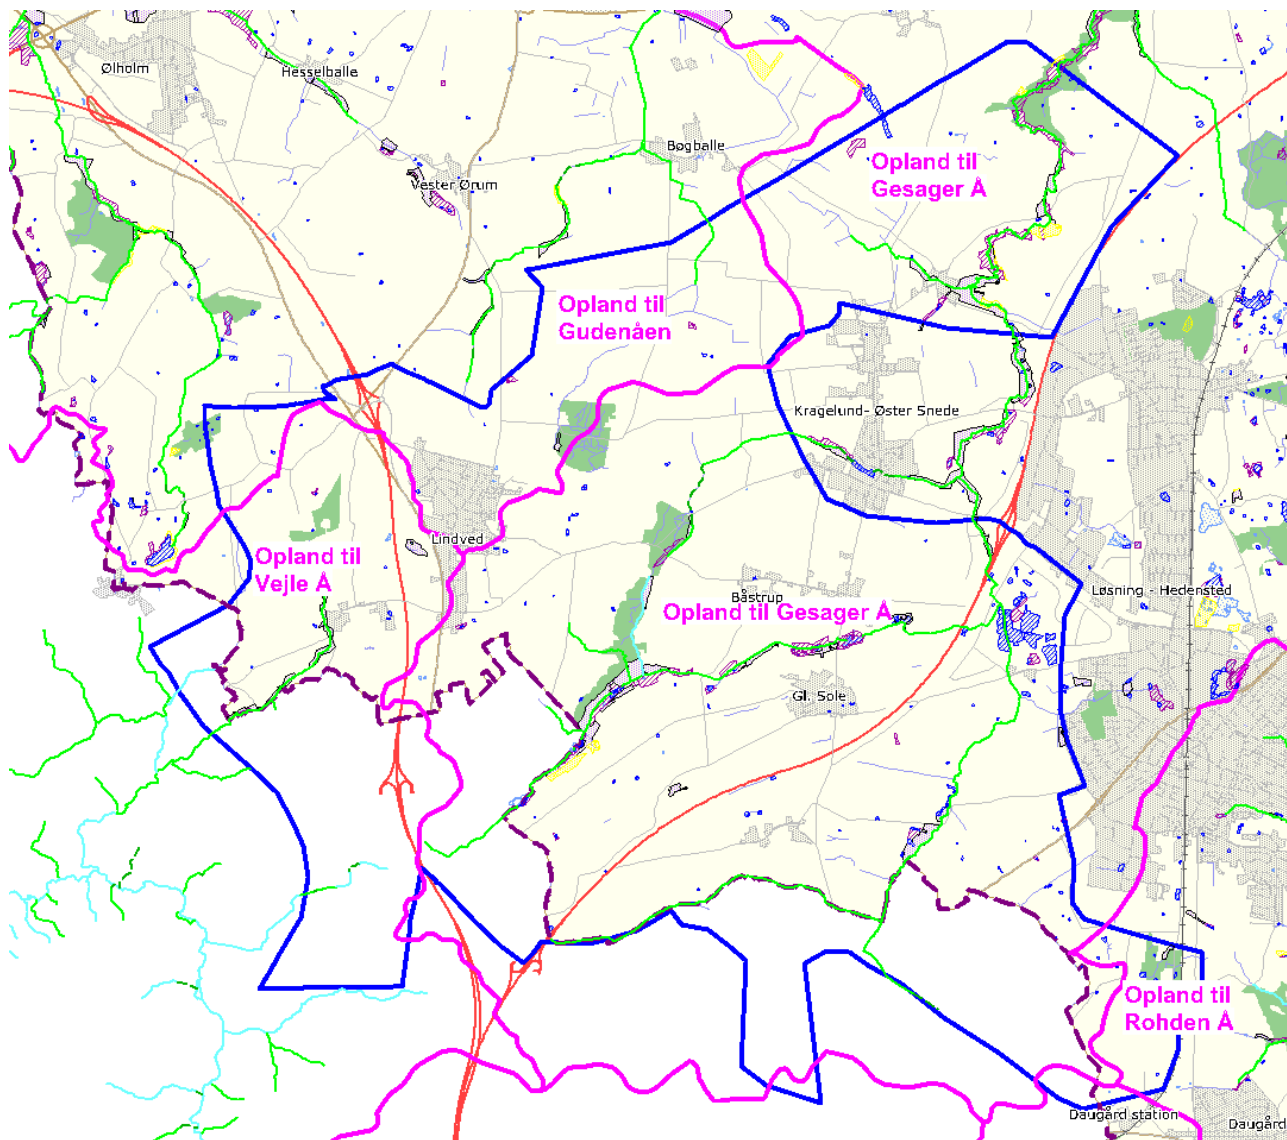 Ølholm
Hesselballe
Bøgballe
Opland til
Gesager Å
Vester Ørum
Opland til
Gudenåen
Kragelund- Øster Snede
Lindved
Opland til
Vejle Å
Båstrup
Løsning - Hedensted
Opland til Gesager Å
Gl. Sole
Opland til
Rohden Å
Daugård station
Daugård